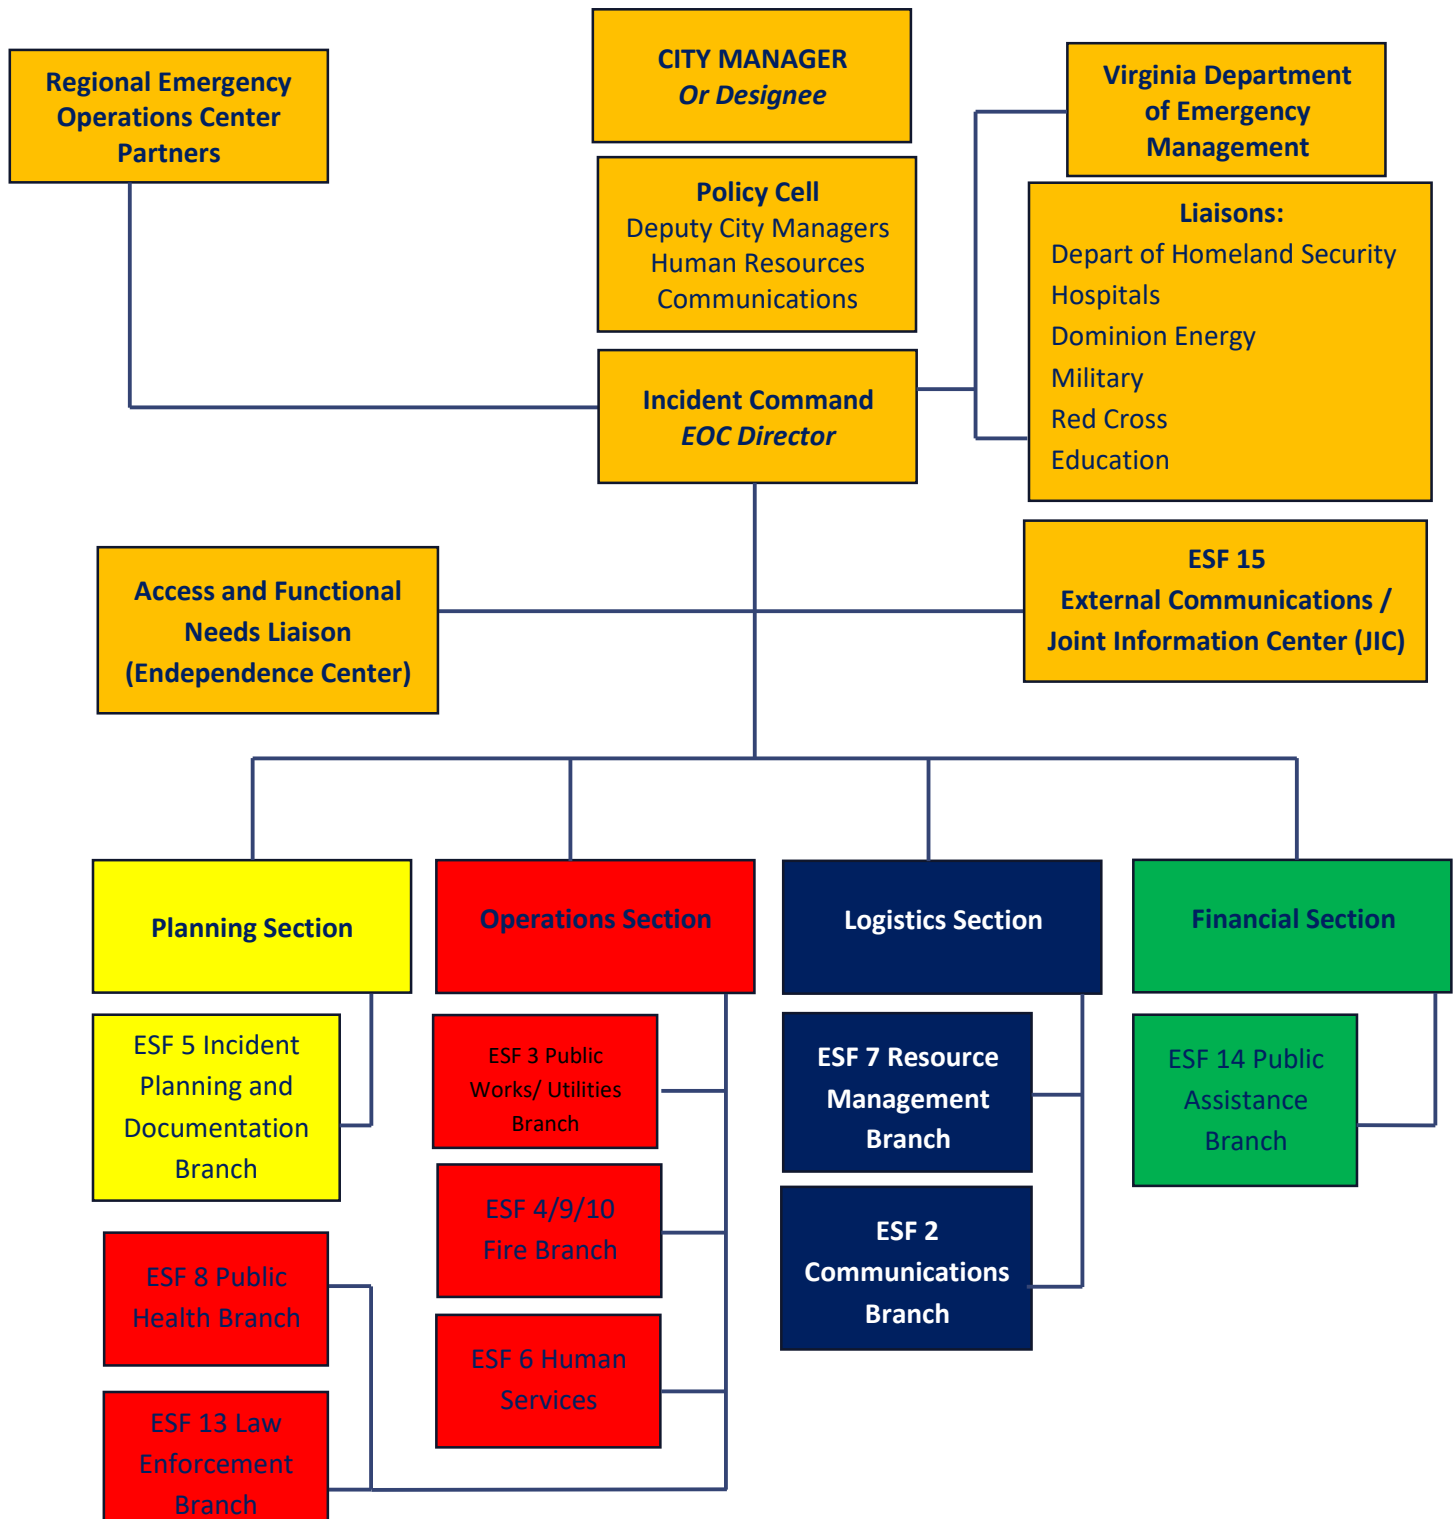 CITY MANAGER
Or Designee
Regional Emergency
Operations Center
Partners
Virginia Department
of Emergency
Management
Policy Cell
Deputy City Managers
Human Resources
Communications
Liaisons:
Depart of Homeland Security
Hospitals
Dominion Energy
Military
Red Cross
Education
Incident Command
EOC Director
Access and Functional
Needs Liaison
(Endependence Center)
ESF 15
External Communications /
Joint Information Center (JIC)
Planning Section
Operations Section
Logistics Section
Financial Section
ESF 5 Incident
Planning and
Documentation
Branch
ESF 3 Public
Works/ Utilities
Branch
ESF 7 Resource
Management
Branch
ESF 14 Public
Assistance
Branch
ESF 8 Public
Health Branch
ESF 4/9/10
Fire Branch
ESF 2
Communications
Branch
ESF 13 Law
Enforcement
Branch
ESF 6 Human
Services